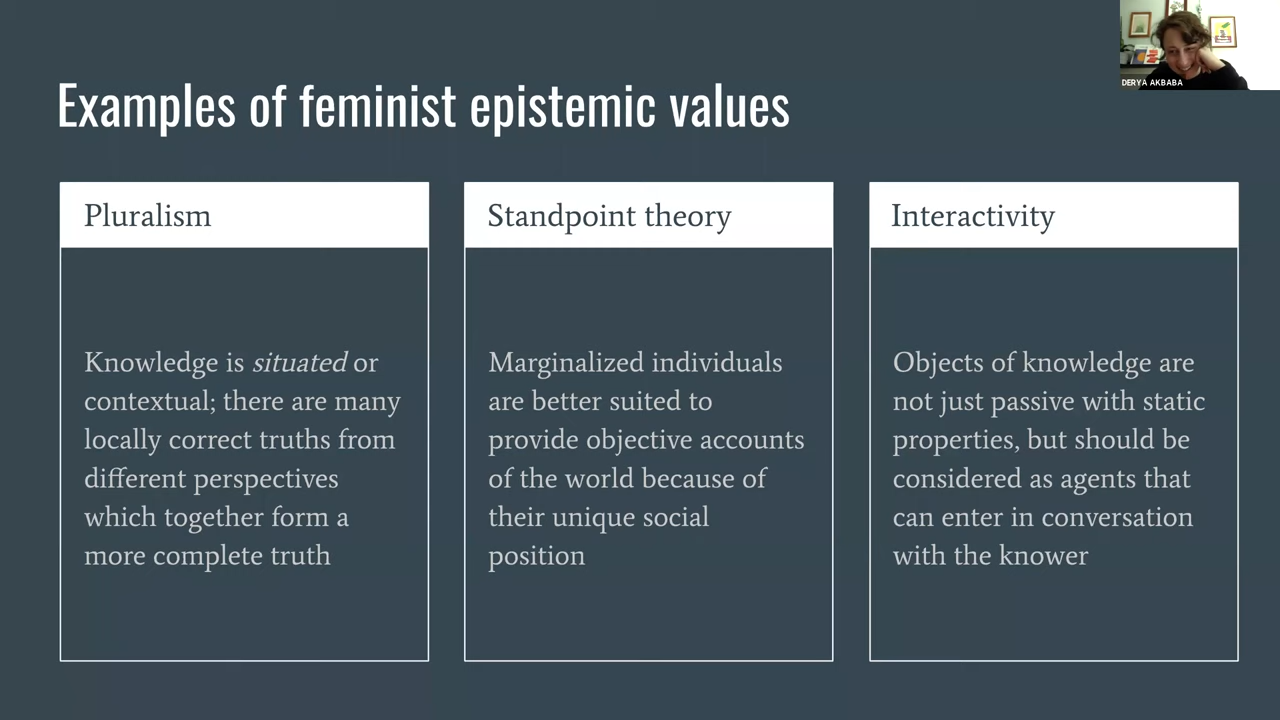 DERYA AKBABA
Examples of feminist epistemic values
Pluralism
Knowledge is situated or
contextual; there are many
locally correct truths from
different perspectives
which together form a
more complete truth
Standpoint theory
Marginalized individuals
are better suited to
provide objective accounts
of the world because of
their unique social
position
Interactivity
Objects of knowledge are
not just passive with static
properties, but should be
considered as agents that
can enter in conversation
with the knower